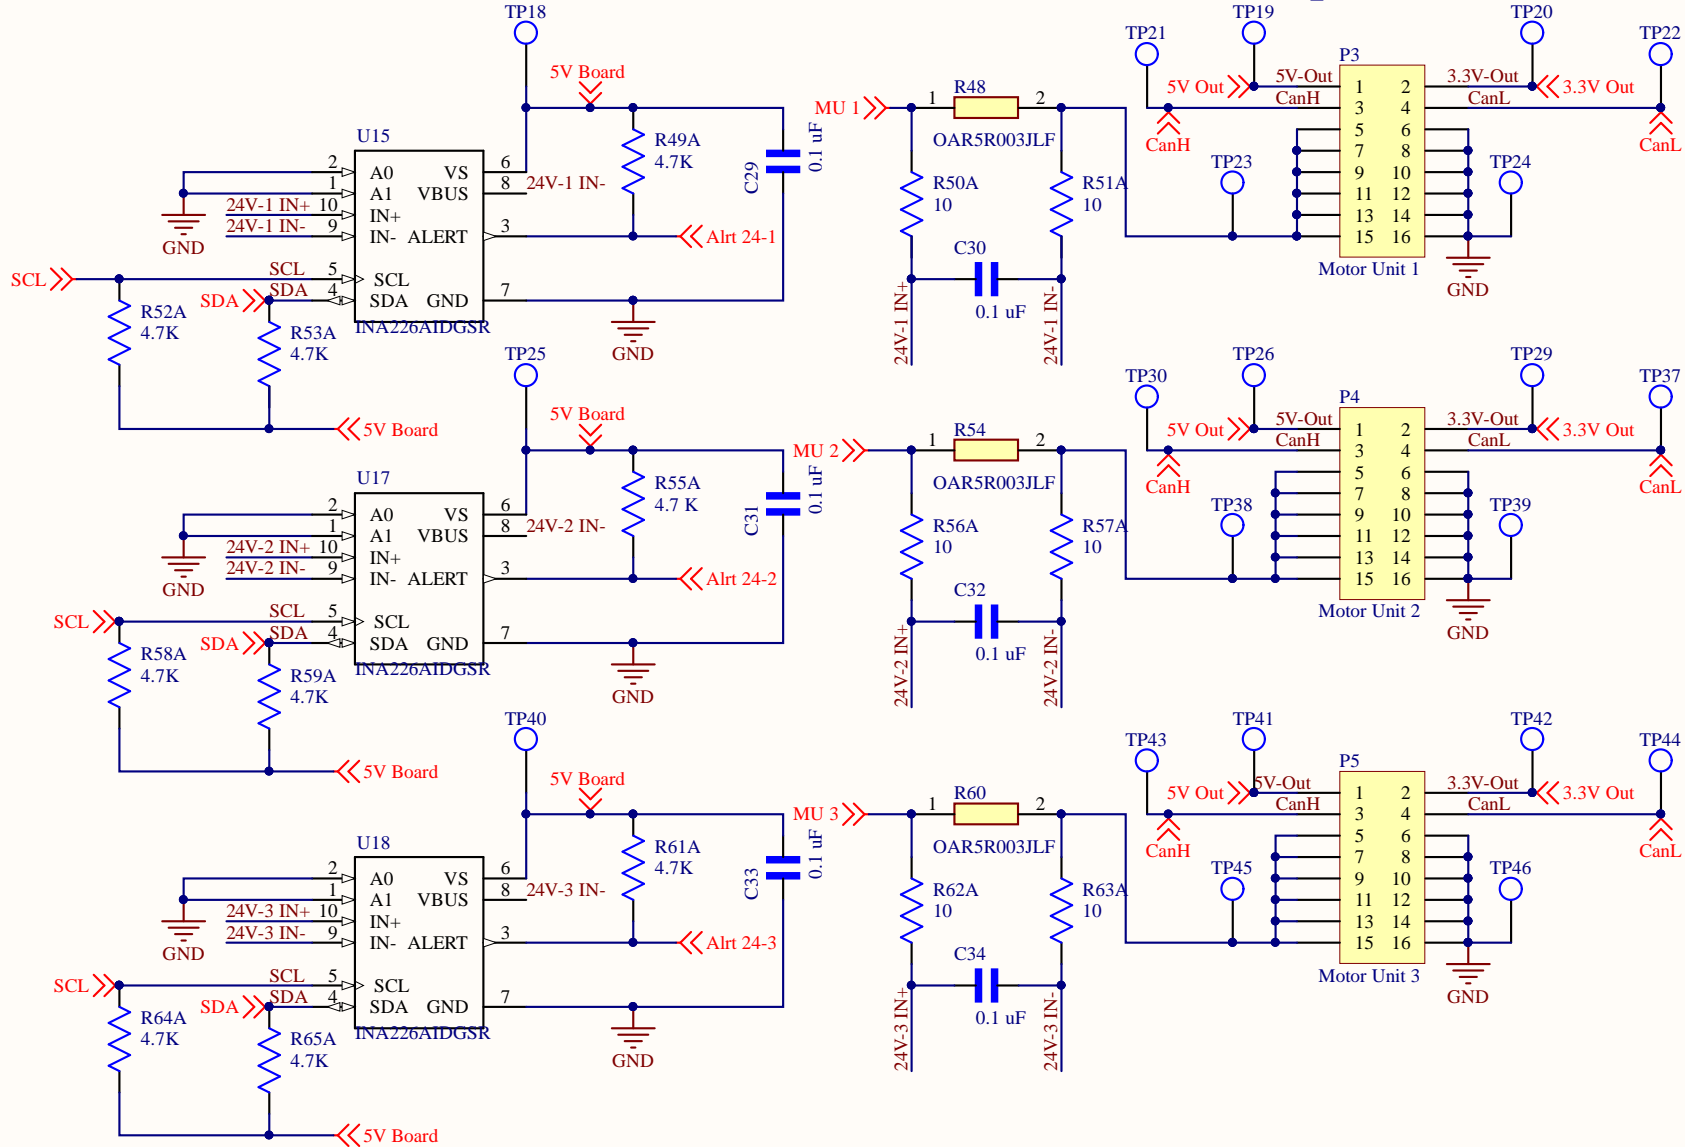 TP18
5V Board
U15
2 A0 VS 6
1 A1 VBUS 8 24V-1 IN-
24V-1 IN+ 10 IN+
24V-1 IN- 9 IN- ALERT 3 Alrt 24-1
GND
SCL SCL 5 SCL
SDA SDA 4 SDA GND 7
INA226AIDGSR
R49A
4.7K
C29
0.1 uF
GND
R52A
4.7K
R53A
4.7K
5V Board
MU 1
1 R48 2
OAR5R003JLF
R50A
10
R51A
10
C30
0.1 uF
24V-1 IN+
24V-1 IN-
TP21
TP19
TP20
TP22
P3
5V Out 5V-Out 1 2 3.3V-Out 3.3V Out
CanH 3 4 CanL
CanH
CanL
5 6
7 8
9 10
11 12
13 14
15 16
TP23
TP24
Motor Unit 1
GND
TP25
5V Board
U17
2 A0 VS 6
1 A1 VBUS 8 24V-2 IN-
24V-2 IN+ 10 IN+
24V-2 IN- 9 IN- ALERT 3 Alrt 24-2
GND
SCL SCL 5 SCL
SDA SDA 4 SDA GND 7
INA226AIDGSR
R55A
4.7 K
C31
0.1 uF
GND
R58A
4.7K
R59A
4.7K
5V Board
MU 2
1 R54 2
OAR5R003JLF
R56A
10
R57A
10
C32
0.1 uF
24V-2 IN+
24V-2 IN-
TP30
TP26
TP29
TP37
P4
5V Out 5V-Out 1 2 3.3V-Out 3.3V Out
CanH 3 4 CanL
CanH
CanL
5 6
7 8
9 10
11 12
13 14
15 16
TP38
TP39
Motor Unit 2
GND
TP40
5V Board
U18
2 A0 VS 6
1 A1 VBUS 8 24V-3 IN-
24V-3 IN+ 10 IN+
24V-3 IN- 9 IN- ALERT 3 Alrt 24-3
GND
SCL SCL 5 SCL
SDA SDA 4 SDA GND 7
INA226AIDGSR
R61A
4.7K
C33
0.1 uF
GND
R64A
4.7K
R65A
4.7K
5V Board
MU 3
1 R60 2
OAR5R003JLF
R62A
10
R63A
10
C34
0.1 uF
24V-3 IN+
24V-3 IN-
TP43
TP41
TP42
TP44
P5
5V Out 5V-Out 1 2 3.3V-Out 3.3V Out
CanH 3 4 CanL
CanH
CanL
5 6
7 8
9 10
11 12
13 14
15 16
TP45
TP46
Motor Unit 3
GND